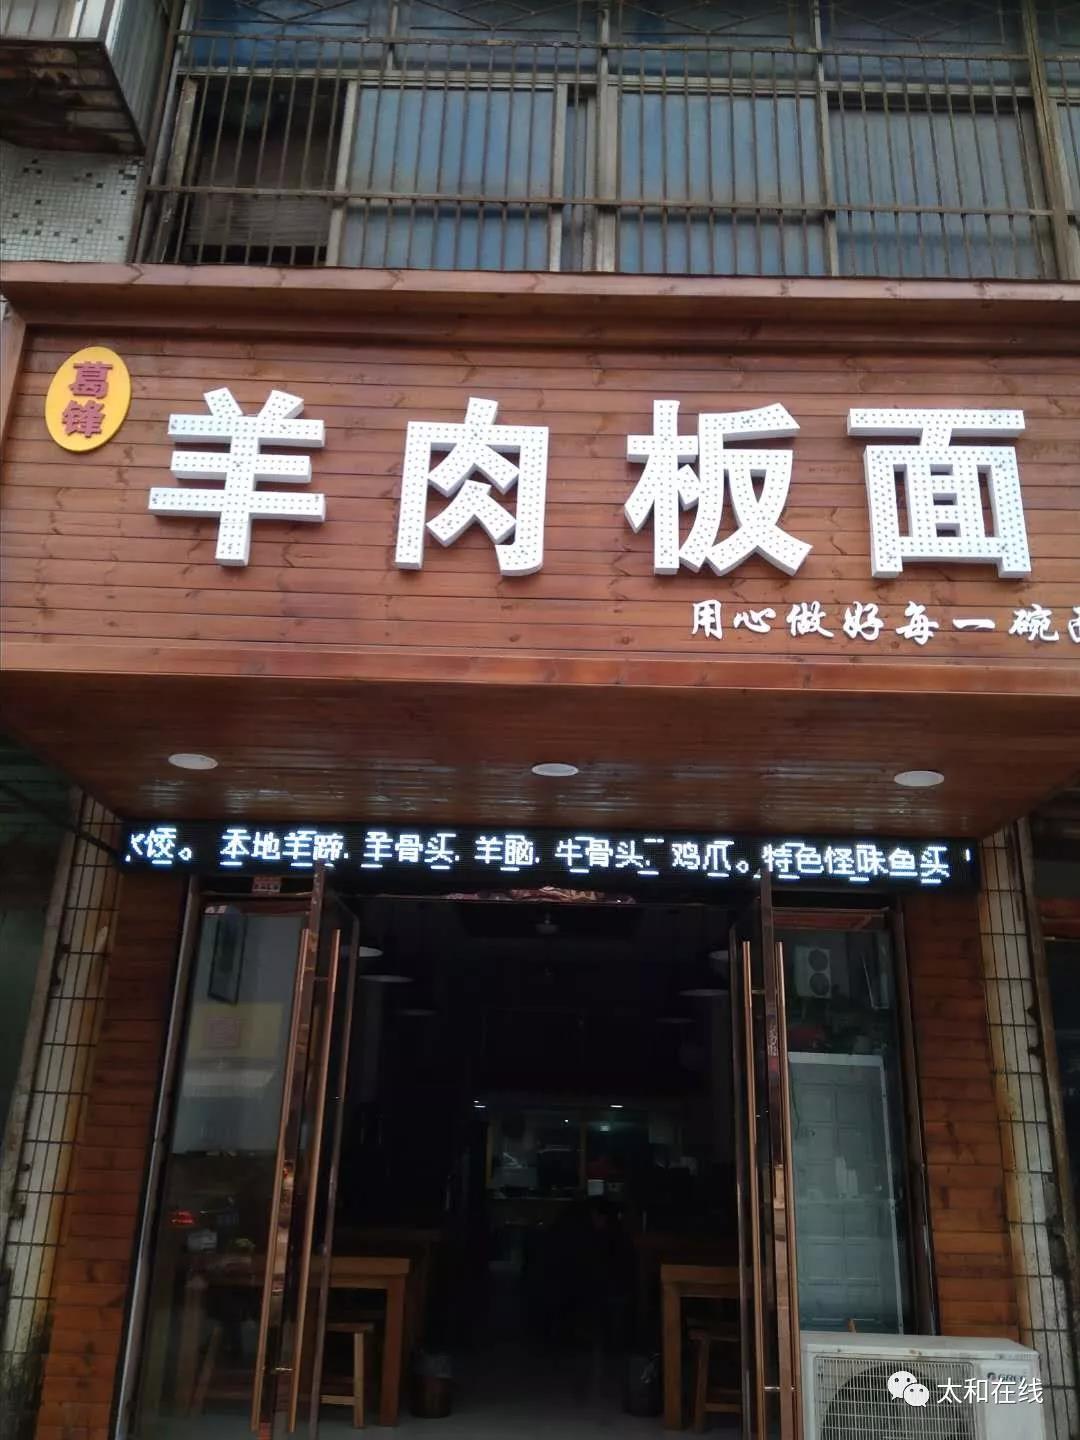 葛锋
羊肉板面
用心做好每一碗
饺。本地羊蹄.羊骨头.羊脑.牛骨头.鸡爪。特色怪味鱼头
太和在线